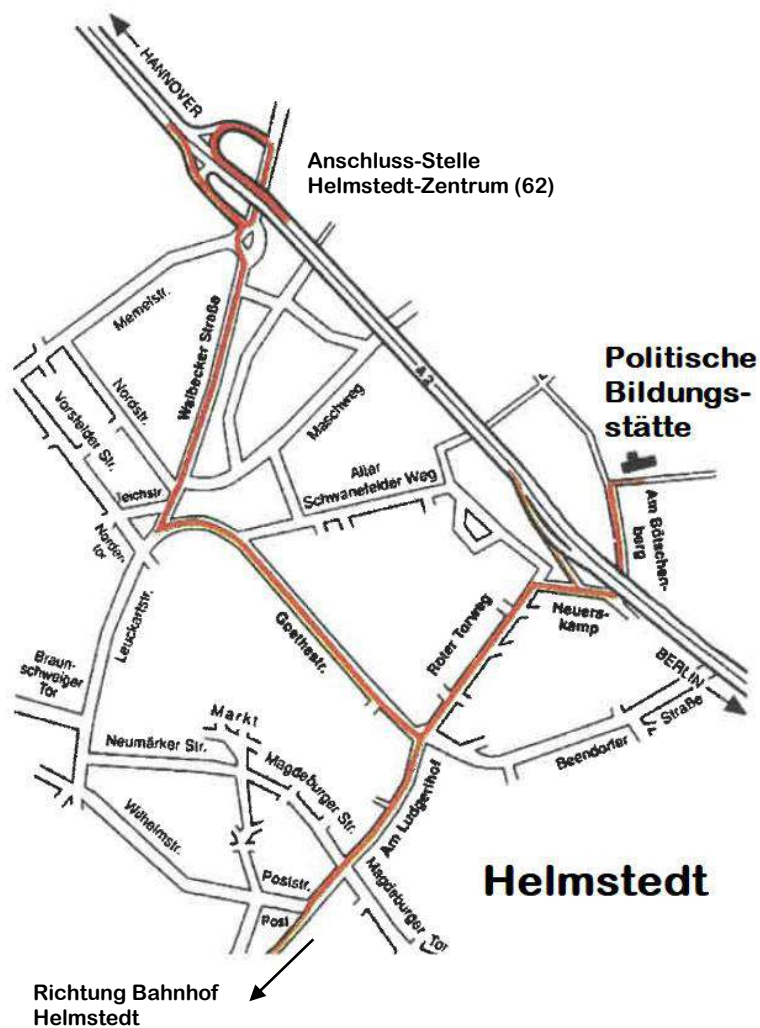 HANNOVER
Anschluss-Stelle
Helmstedt-Zentrum (62)
Memelstr.
Walbecker Straße
Nordstr.
Vorsfelder Str.
Maschweg
A 2
Politische
Bildungs-
stätte
Teichstr.
Alter
Schwanefelder Weg
Am Bötschen-
berg
Norder-
tor
Leuckartstr.
Goethestr.
Roter Torweg
Heuers-
kamp
BERLIN
Braun-
schweiger
Tor
Markt
Beendorfer
Straße
Neumärker Str.
Magdeburger Str.
Am Ludgerihof
Wilhelmstr.
Poststr.
Post
Magdeburger Tor
Helmstedt
Richtung Bahnhof
Helmstedt